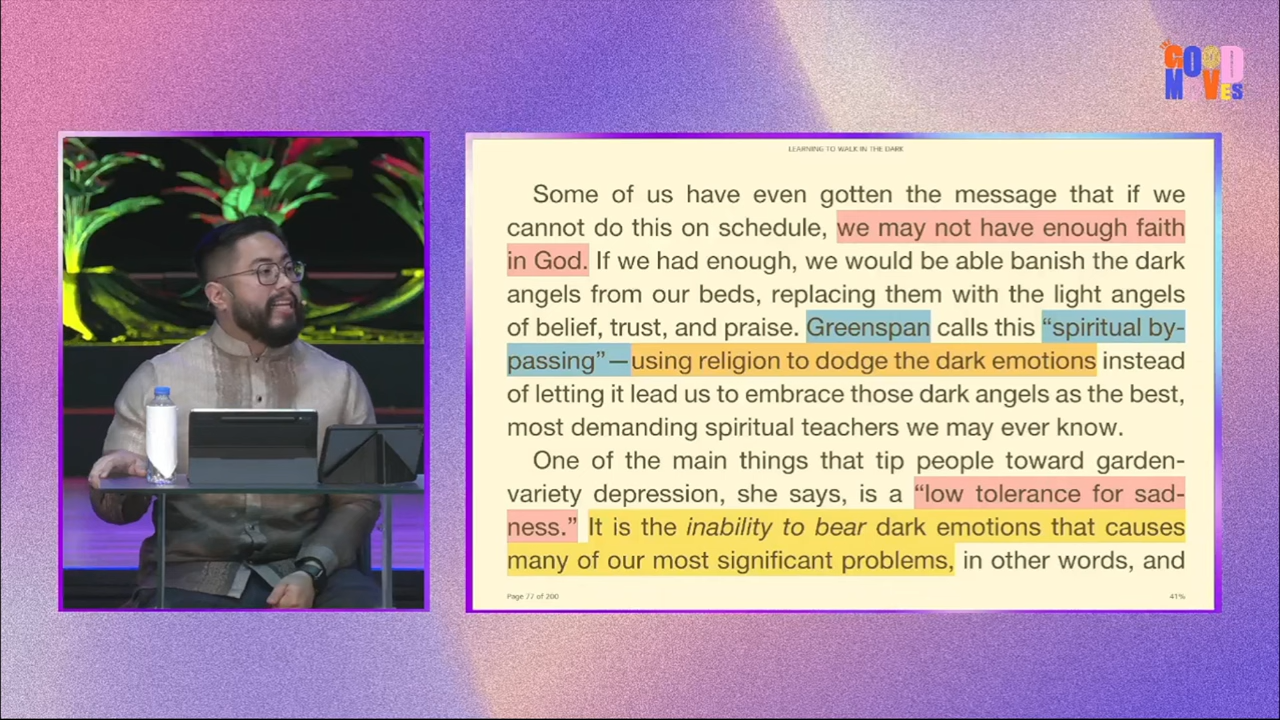 GOOD
MOVES
LEARNING TO WALK IN THE DARK
Some of us have even gotten the message that if we
cannot do this on schedule, we may not have enough faith
in God. If we had enough, we would be able banish the dark
angels from our beds, replacing them with the light angels
of belief, trust, and praise. Greenspan calls this “spiritual by-
passing”—using religion to dodge the dark emotions instead
of letting it lead us to embrace those dark angels as the best,
most demanding spiritual teachers we may ever know.
One of the main things that tip people toward garden-
variety depression, she says, is a “low tolerance for sad-
ness.” It is the inability to bear dark emotions that causes
many of our most significant problems, in other words, and
Page 77 of 200
41%